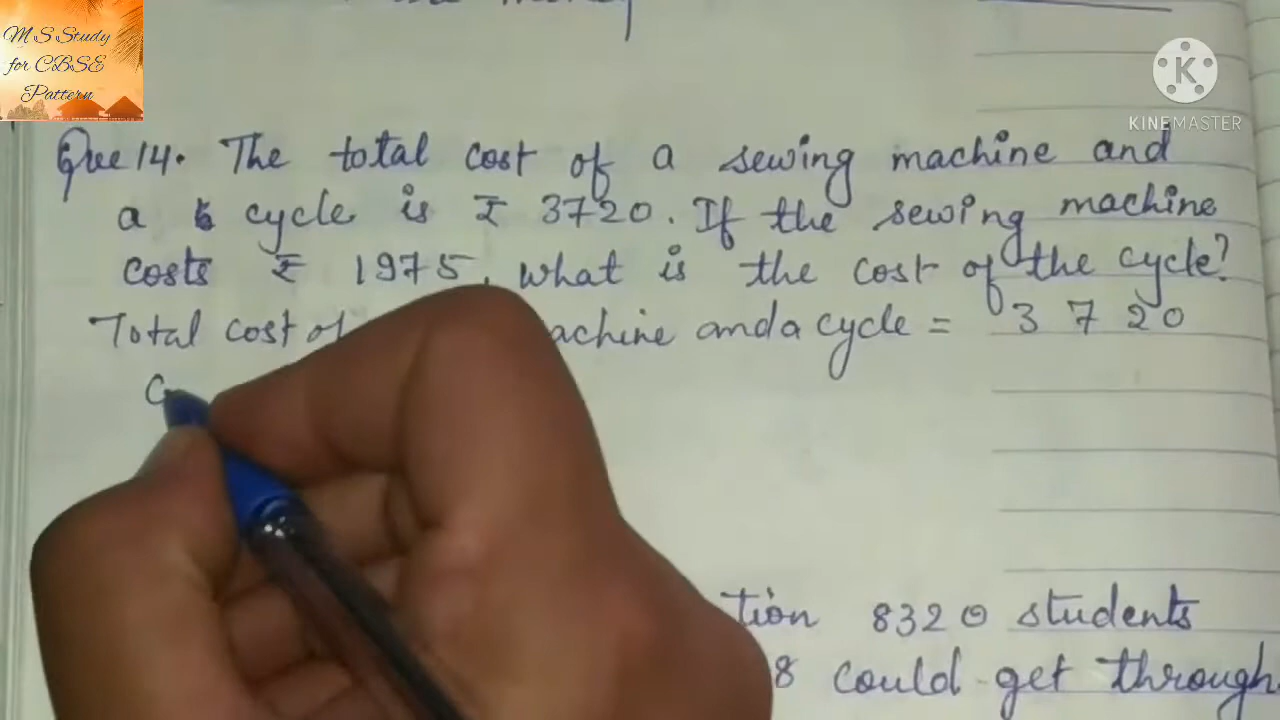 M S Study
for CBSE
Pattern
KINEMASTER
Que 14. The total cost of a sewing machine and
a cycle is ₹ 3720. If the sewing machine
costs ₹ 1975, what is the cost of the cycle?
Total cost of achine and a cycle = 3 7 2 0
C
tion 8320 students
8 could get through.